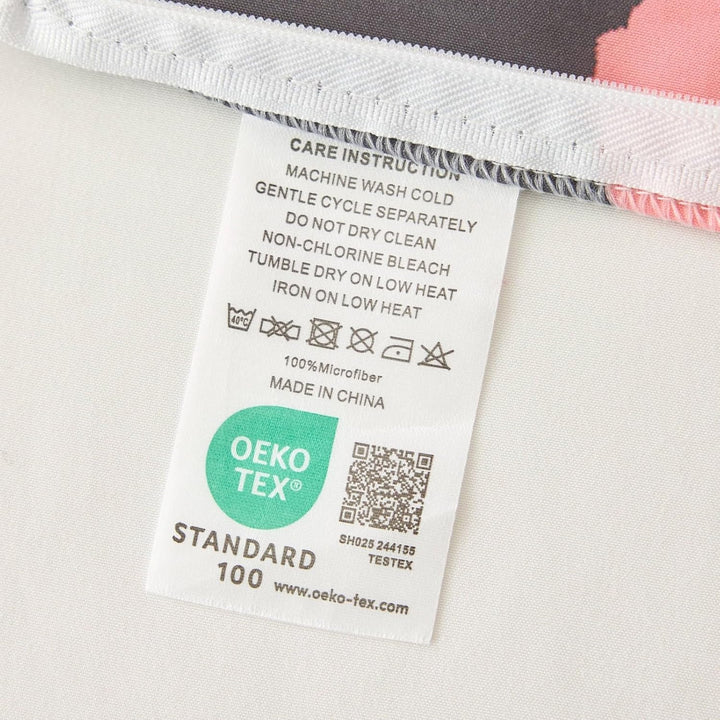 CARE INSTRUCTION
MACHINE WASH COLD
GENTLE CYCLE SEPARATELY
DO NOT DRY CLEAN
NON-CHLORINE BLEACH
TUMBLE DRY ON LOW HEAT
IRON ON LOW HEAT
40°C
100%Microfiber
MADE IN CHINA
OEKO
TEX®
SH025 244155
TESTEX
STANDARD
100 www.oeko-tex.com